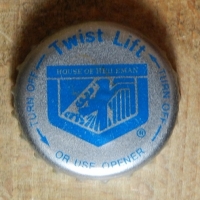 Twist Lift
TURN OFF
TURN OFF
HOUSE OF HEILEMAN
®
OR USE OPENER